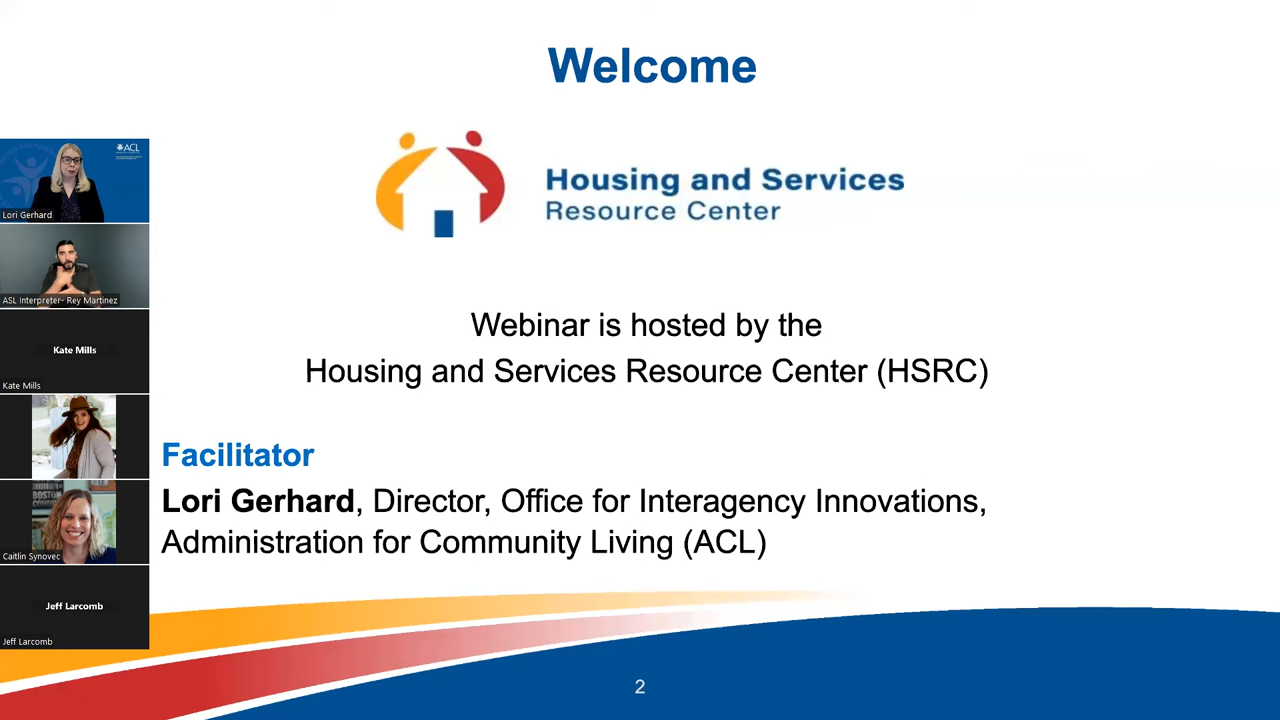 Welcome
Housing and Services
Resource Center
Webinar is hosted by the
Housing and Services Resource Center (HSRC)
Facilitator
Lori Gerhard, Director, Office for Interagency Innovations,
Administration for Community Living (ACL)
2
ACL
Lori Gerhard
ASL Interpreter- Rey Martinez
Kate Mills
Kate Mills
BOSTON
Caitlin Synovec
Jeff Larcomb
Jeff Larcomb